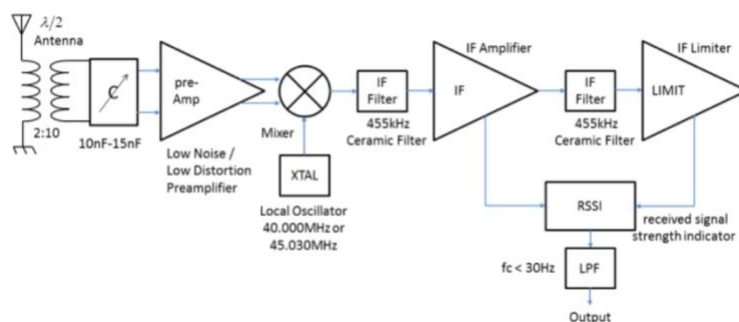 λ/2
Antenna
2:10
10nF-15nF
pre-
Amp
Low Noise /
Low Distortion
Preamplifier
Mixer
XTAL
Local Oscillator
40.000MHz or
45.030MHz
IF
Filter
455kHz
Ceramic Filter
IF Amplifier
IF
IF
Filter
455kHz
Ceramic Filter
IF Limiter
LIMIT
RSSI
received signal
strength indicator
fc < 30Hz
LPF
Output